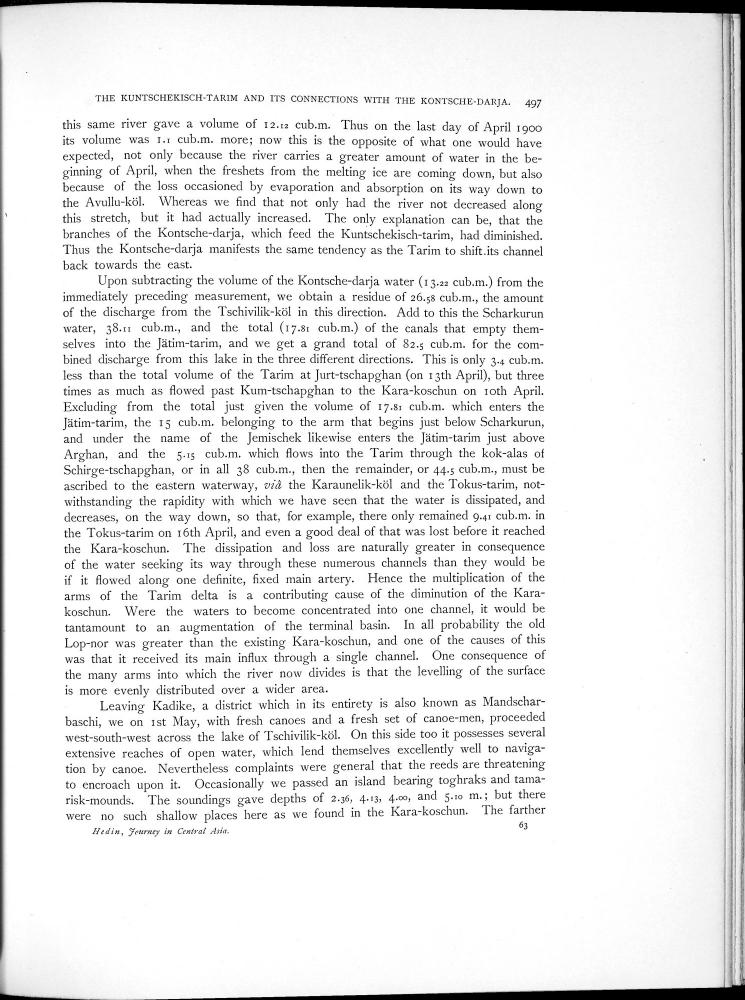 THE KUNTSCHEKISCH-TARIM AND ITS CONNECTIONS WITH THE KONTSCHE-DARJA. 497
this same river gave a volume of 12.12 cub.m. Thus on the last day of April 1900
its volume was 1.1 cub.m. more; now this is the opposite of what one would have
expected, not only because the river carries a greater amount of water in the be-
ginning of April, when the freshets from the melting ice are coming down, but also
because of the loss occasioned by evaporation and absorption on its way down to
the Avullu-köl. Whereas we find that not only had the river not decreased along
this stretch, but it had actually increased. The only explanation can be, that the
branches of the Kontsche-darja, which feed the Kuntschekisch-tarim, had diminished.
Thus the Kontsche-darja manifests the same tendency as the Tarim to shift.its channel
back towards the east.
Upon subtracting the volume of the Kontsche-darja water (13.22 cub.m.) from the
immediately preceding measurement, we obtain a residue of 26.58 cub.m., the amount
of the discharge from the Tschivilik-köl in this direction. Add to this the Scharkurun
water, 38.11 cub.m., and the total (17.81 cub.m.) of the canals that empty them-
selves into the Jätim-tarim, and we get a grand total of 82.5 cub.m. for the com-
bined discharge from this lake in the three different directions. This is only 3.4 cub.m.
less than the total volume of the Tarim at Jurt-tschapghan (on 13th April), but three
times as much as flowed past Kum-tschapghan to the Kara-koschun on 10th April.
Excluding from the total just given the volume of 17.81 cub.m. which enters the
Jätim-tarim, the 15 cub.m. belonging to the arm that begins just below Scharkurun,
and under the name of the Jemischek likewise enters the Jätim-tarim just above
Arghan, and the 5.15 cub.m. which flows into the Tarim through the kok-alas of
Schirge-tschapghan, or in all 38 cub.m., then the remainder, or 44.5 cub.m., must be
ascribed to the eastern waterway, viâ the Karaunelik-köl and the Tokus-tarim, not-
withstanding the rapidity with which we have seen that the water is dissipated, and
decreases, on the way down, so that, for example, there only remained 9.41 cub.m. in
the Tokus-tarim on 16th April, and even a good deal of that was lost before it reached
the Kara-koschun. The dissipation and loss are naturally greater in consequence
of the water seeking its way through these numerous channels than they would be
if it flowed along one definite, fixed main artery. Hence the multiplication of the
arms of the Tarim delta is a contributing cause of the diminution of the Kara-
koschun. Were the waters to become concentrated into one channel, it would be
tantamount to an augmentation of the terminal basin. In all probability the old
Lop-nor was greater than the existing Kara-koschun, and one of the causes of this
was that it received its main influx through a single channel. One consequence of
the many arms into which the river now divides is that the levelling of the surface
is more evenly distributed over a wider area.
Leaving Kadike, a district which in its entirety is also known as Mandschar-
baschi, we on 1st May, with fresh canoes and a fresh set of canoe-men, proceeded
west-south-west across the lake of Tschivilik-köl. On this side too it possesses several
extensive reaches of open water, which lend themselves excellently well to naviga-
tion by canoe. Nevertheless complaints were general that the reeds are threatening
to encroach upon it. Occasionally we passed an island bearing toghraks and tama-
risk-mounds. The soundings gave depths of 2.36, 4.13, 4.00, and 5.10 m.; but there
were no such shallow places here as we found in the Kara-koschun. The farther
Hedin, Journey in Central Asia. 63